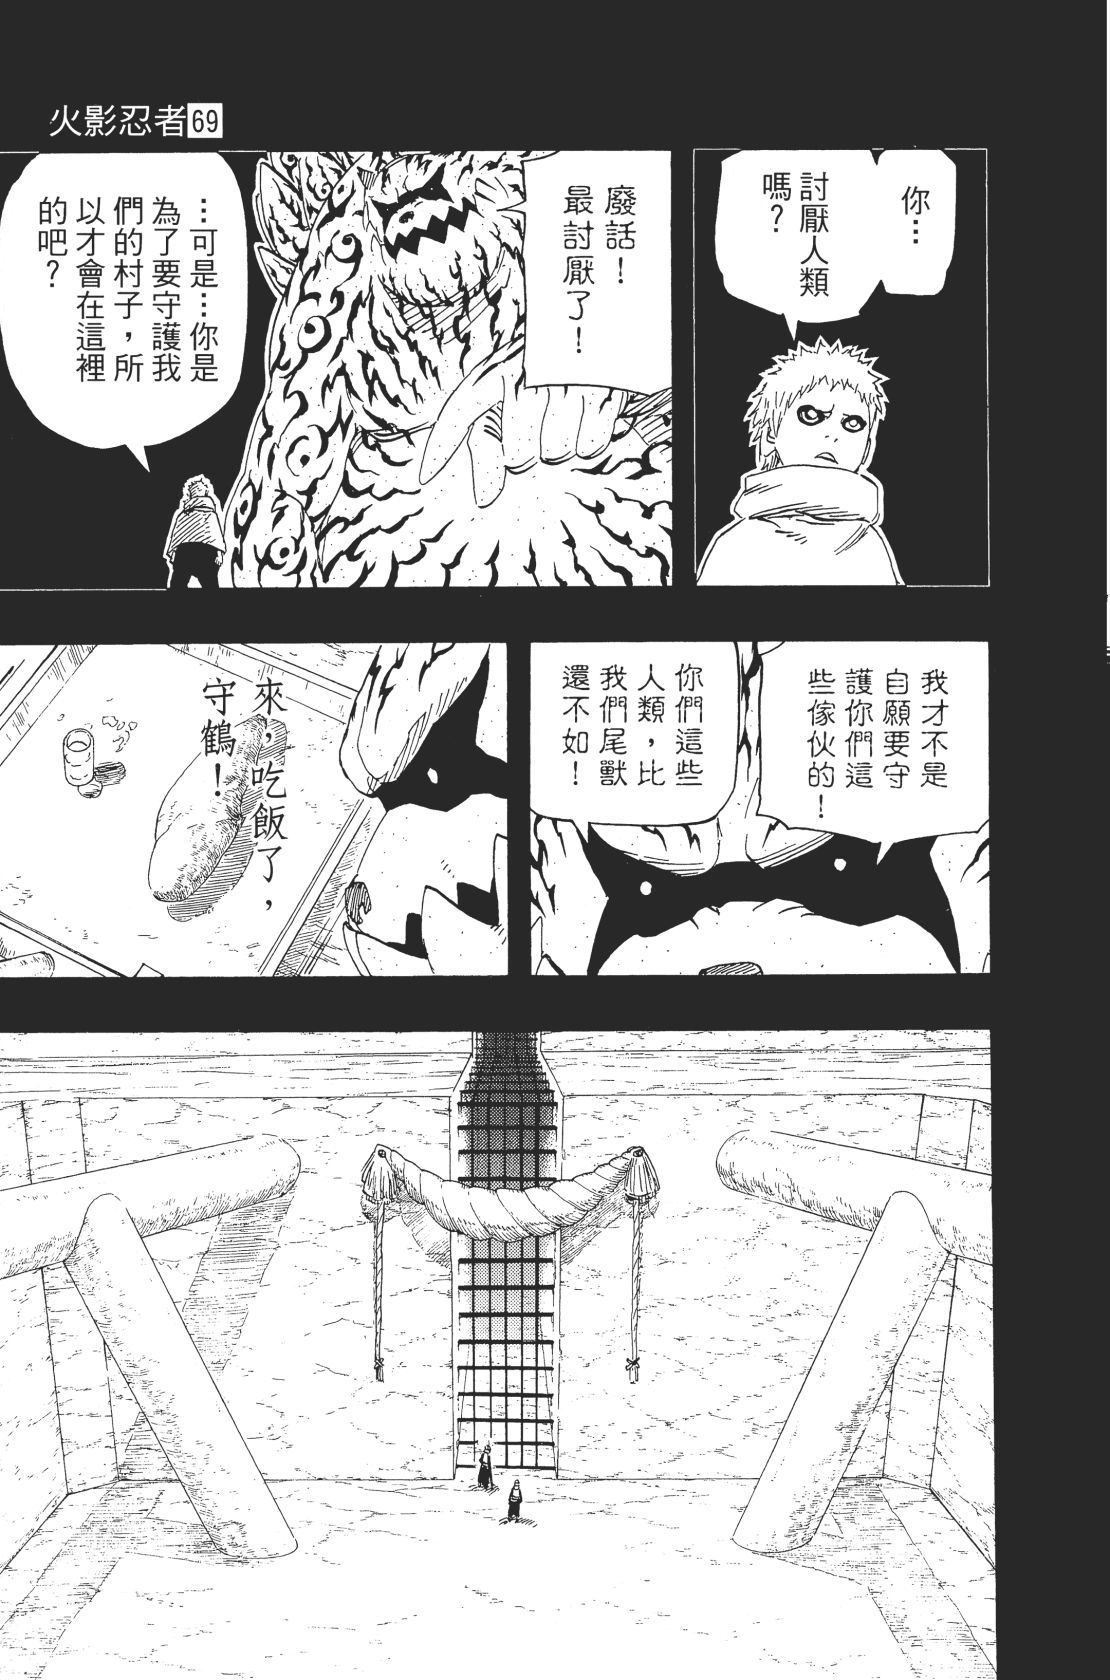 火影忍者69
你…
討厭人類
嗎？
廢話！
最討厭了！
…可是…你是
為了要守護我
們的村子，所
以才會在這裡
的吧？
我才不是
自願要守
護你們這
些傢伙的！
你們這些
人類，比
我們尾獸
還不如！
來，吃飯了，
守鶴！